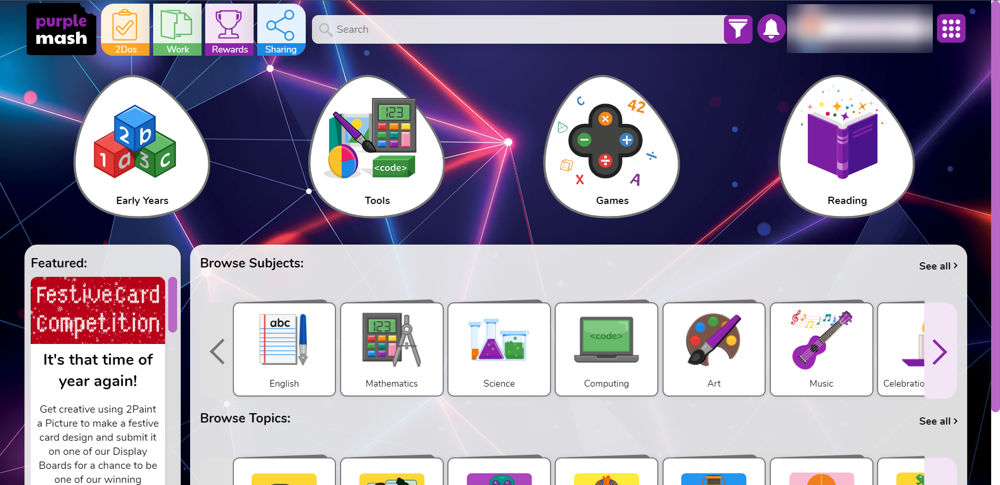 purple
mash
2Dos
Work
Rewards
Sharing
Search
2 b
1 a 3 c
Early Years
123
<code>
Tools
C
42
X
A
Games
Reading
Featured:
Festive Card
Competition
It's that time of
year again!
Get creative using 2Paint
a Picture to make a festive
card design and submit it
on one of our Display
Boards for a chance to be
one of our winning
Browse Subjects:
See all
abc
English
123
Mathematics
Science
<code>
Computing
Art
Music
Celebratio
Browse Topics:
See all